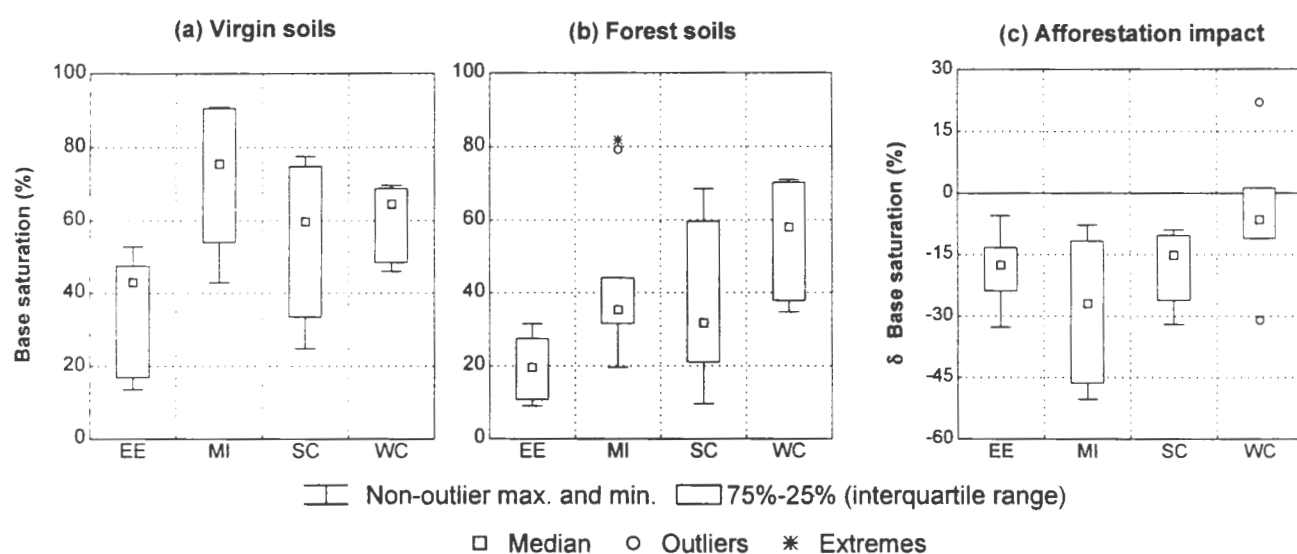 (a) Virgin soils
(b) Forest soils
(c) Afforestation impact
Base saturation (%)
100
80
60
40
20
0
EE MI SC WC
100
80
60
40
20
0
EE MI SC WC
δ Base saturation (%)
30
15
0
-15
-30
-45
-60
EE MI SC WC
Non-outlier max. and min. 75%-25% (interquartile range)
Median Outliers Extremes